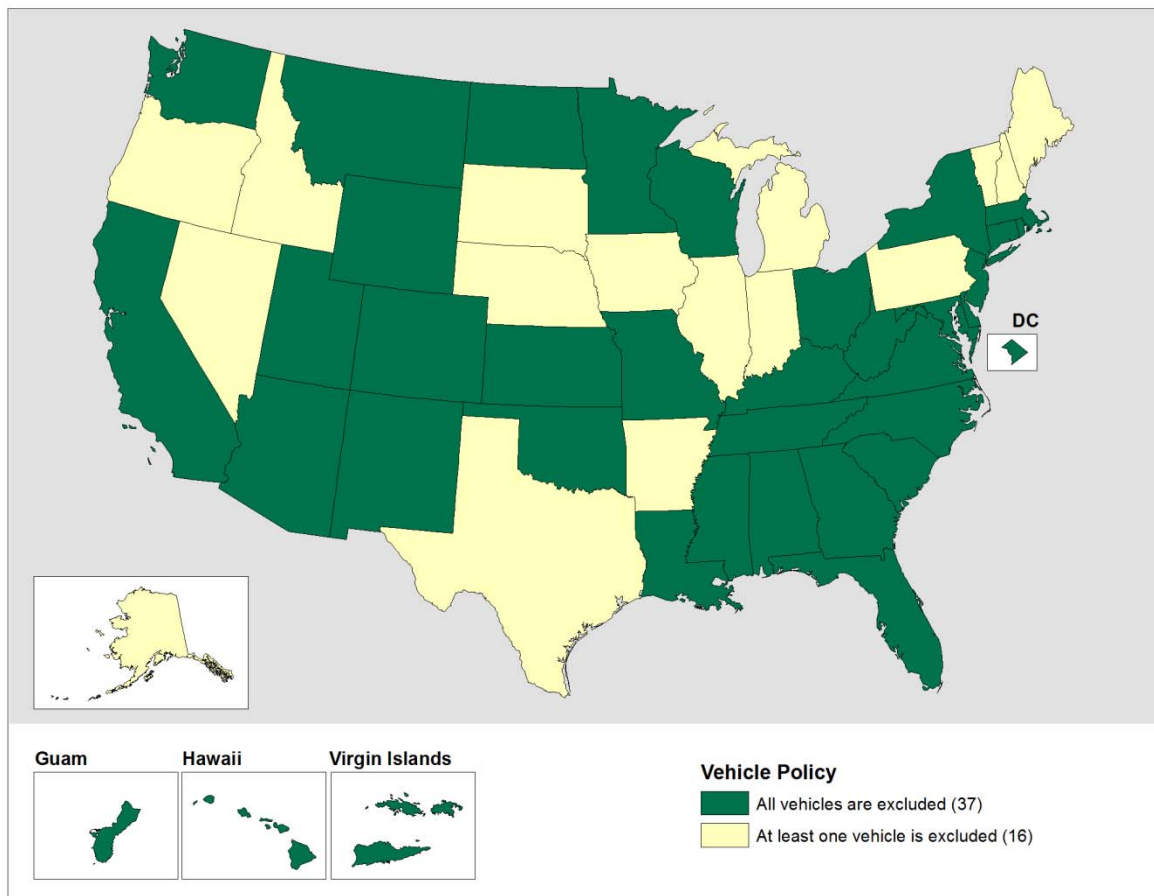 DC
Guam
Hawaii
Virgin Islands
Vehicle Policy
All vehicles are excluded (37)
At least one vehicle is excluded (16)